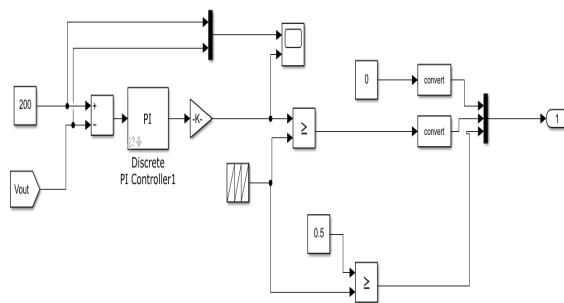 200
Vout
+
−
PI
Discrete
PI Controller1
-K-
≥
0
convert
convert
0.5
≥
1